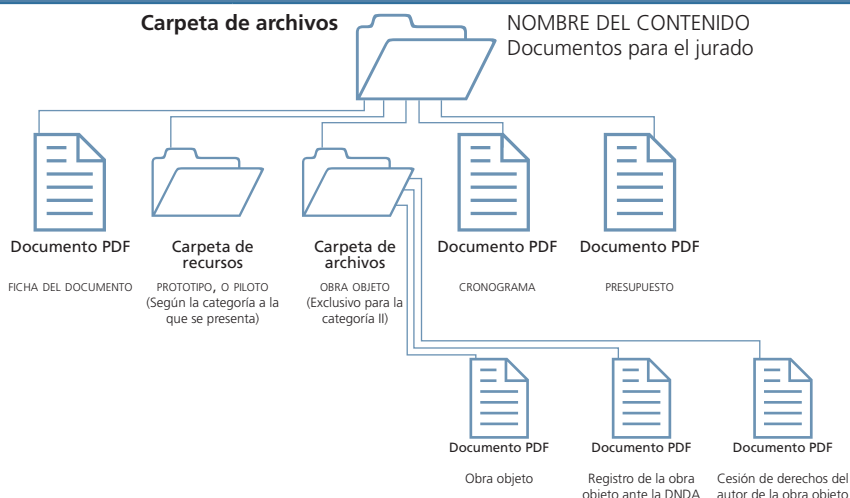 Carpeta de archivos
NOMBRE DEL CONTENIDO
Documentos para el jurado
Documento PDF
FICHA DEL DOCUMENTO
Carpeta de
recursos
PROTOTIPO, O PILOTO
(Según la categoría a la
que se presenta)
Carpeta de
archivos
OBRA OBJETO
(Exclusivo para la
categoría II)
Documento PDF
CRONOGRAMA
Documento PDF
PRESUPUESTO
Documento PDF
Obra objeto
Documento PDF
Registro de la obra
objeto ante la DNDA
Documento PDF
Cesión de derechos del
autor de la obra objeto